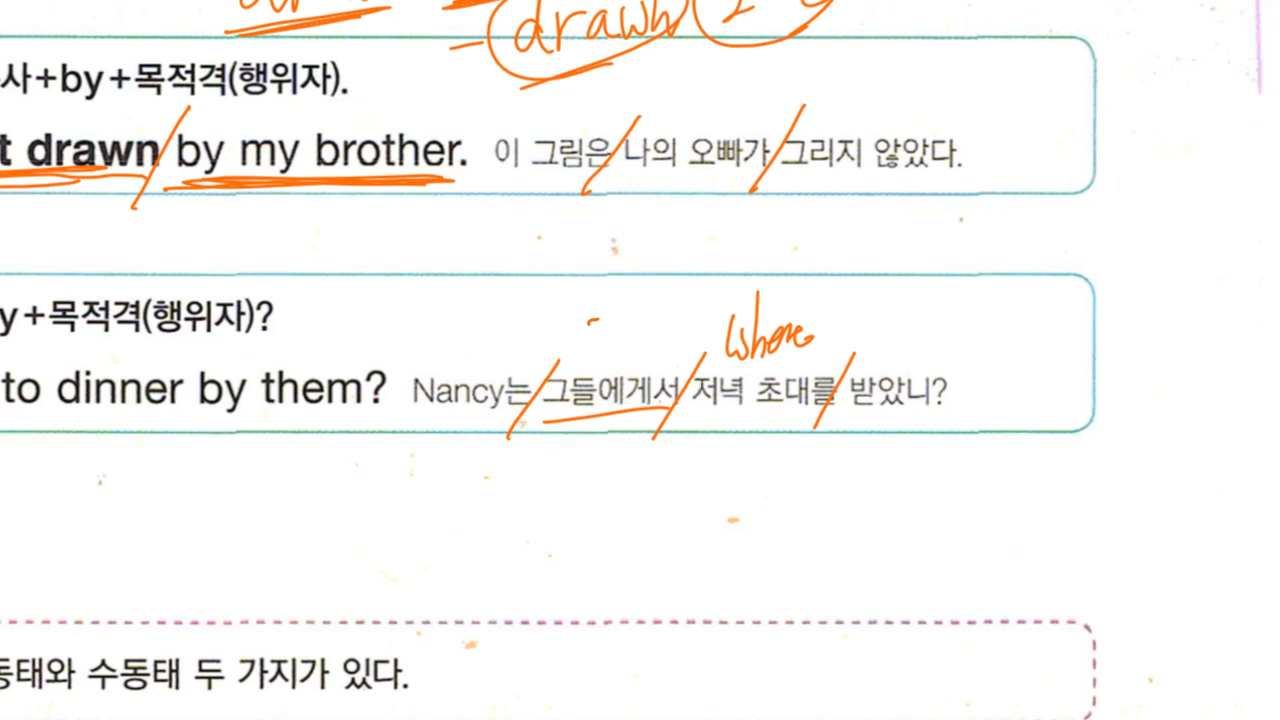 drawn
사+by+목적격(행위자).
t drawn by my brother. 이 그림은 나의 오빠가 그리지 않았다.
y+목적격(행위자)?
where
to dinner by them? Nancy는 그들에게서 저녁 초대를 받았니?
동태와 수동태 두 가지가 있다.